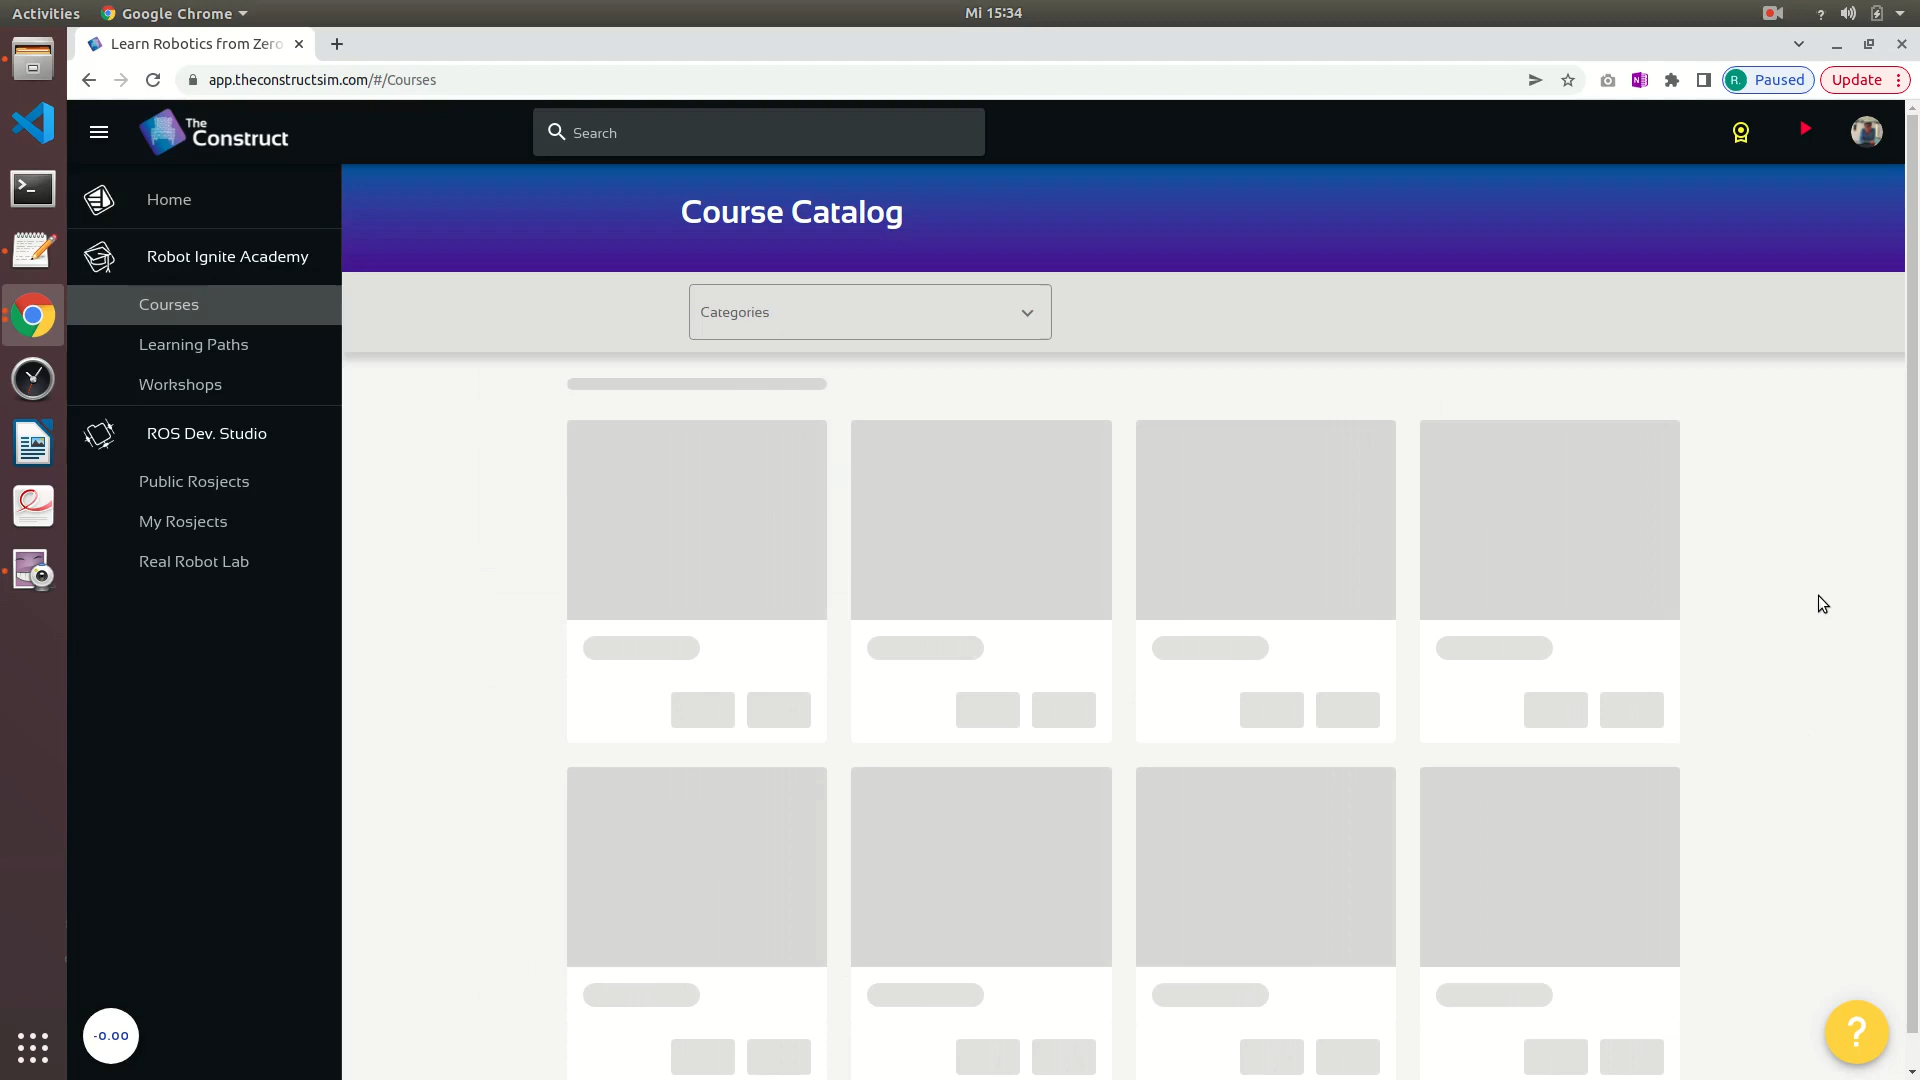 Activities
Google Chrome
Mi 15:34
Learn Robotics from Zero
app.theconstructsim.com/#/Courses
R.
Paused
Update
The
Construct
Search
Home
Robot Ignite Academy
Courses
Learning Paths
Workshops
ROS Dev. Studio
Public Rosjects
My Rosjects
Real Robot Lab
Course Catalog
Categories
-0.00
?